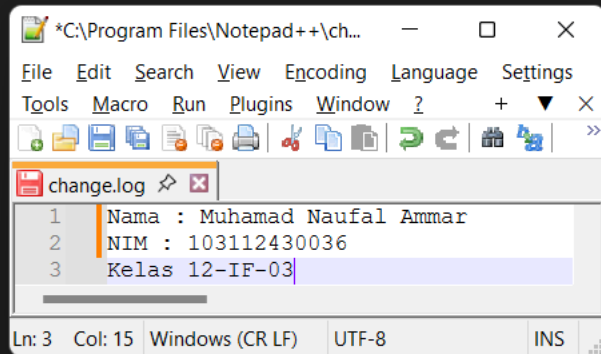 *C:\Program Files\Notepad++\ch...
File Edit Search View Encoding Language Settings
Tools Macro Run Plugins Window ? + ▼ ✕
change.log
1 Nama : Muhamad Naufal Ammar
2 NIM : 103112430036
3 Kelas 12-IF-03
Ln: 3 Col: 15 Windows (CR LF) UTF-8 INS